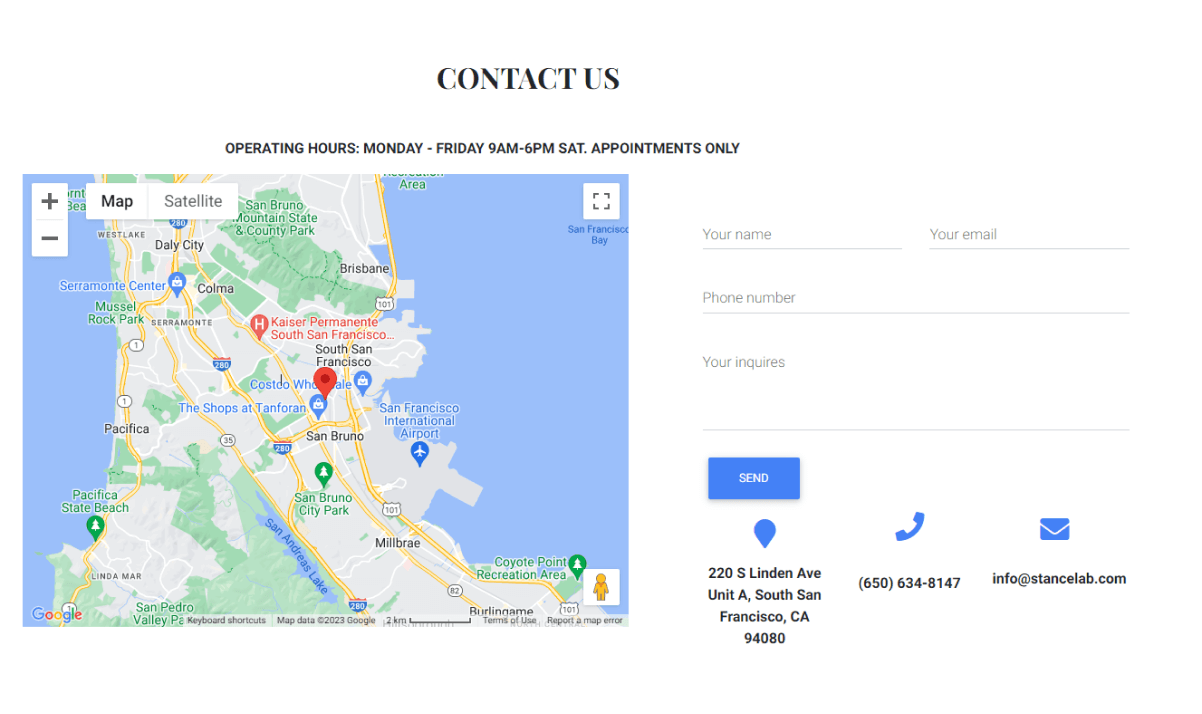 CONTACT US
OPERATING HOURS: MONDAY - FRIDAY 9AM-6PM SAT. APPOINTMENTS ONLY
Map
Satellite
Area
San Francisco
Bay
280
WESTLAKE
Daly City
San Bruno
Mountain State
& County Park
Brisbane
Serramonte Center
Colma
101
Mussel
Rock Park
SERRAMONTE
H
Kaiser Permanente
South San Francisco...
1
South San
Francisco
280
Costco
The Shops at Tanforan
1
San Francisco
International
Airport
Pacifica
35
San Bruno
280
San Bruno
City Park
Pacifica
State Beach
101
San Andreas Lake
Millbrae
Coyote Point
Recreation Area
LINDA MAR
82
280
101
San Pedro
Valley Pa
Burlingame
Google
Keyboard shortcuts
Map data ©2023 Google
2 km
Terms of Use
Report a map error
Your name
Your email
Phone number
Your inquires
SEND
220 S Linden Ave
Unit A, South San
Francisco, CA
94080
(650) 634-8147
info@stancelab.com